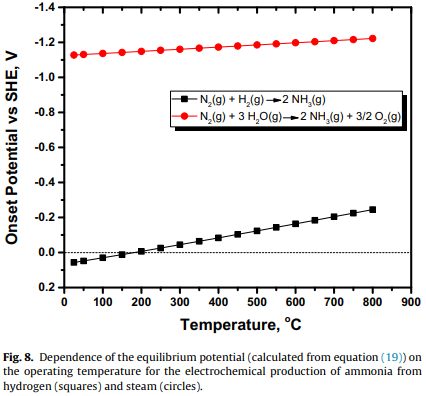 -1.4
-1.2
-1.0
-0.8
-0.6
-0.4
-0.2
0.0
0.2
Onset Potential vs SHE, V
N₂(g) + H₂(g)→2 NH₃(g)
N₂(g) + 3 H₂O(g)→2 NH₃(g) + 3/2 O₂(g)
0 100 200 300 400 500 600 700 800 900
Temperature, °C
Fig. 8. Dependence of the equilibrium potential (calculated from equation (19)) on
the operating temperature for the electrochemical production of ammonia from
hydrogen (squares) and steam (circles).